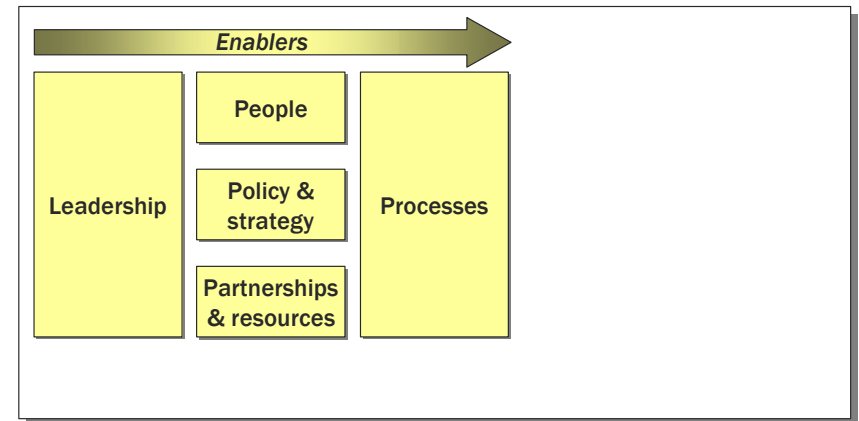 Enablers
Leadership
People
Policy &
strategy
Partnerships
& resources
Processes